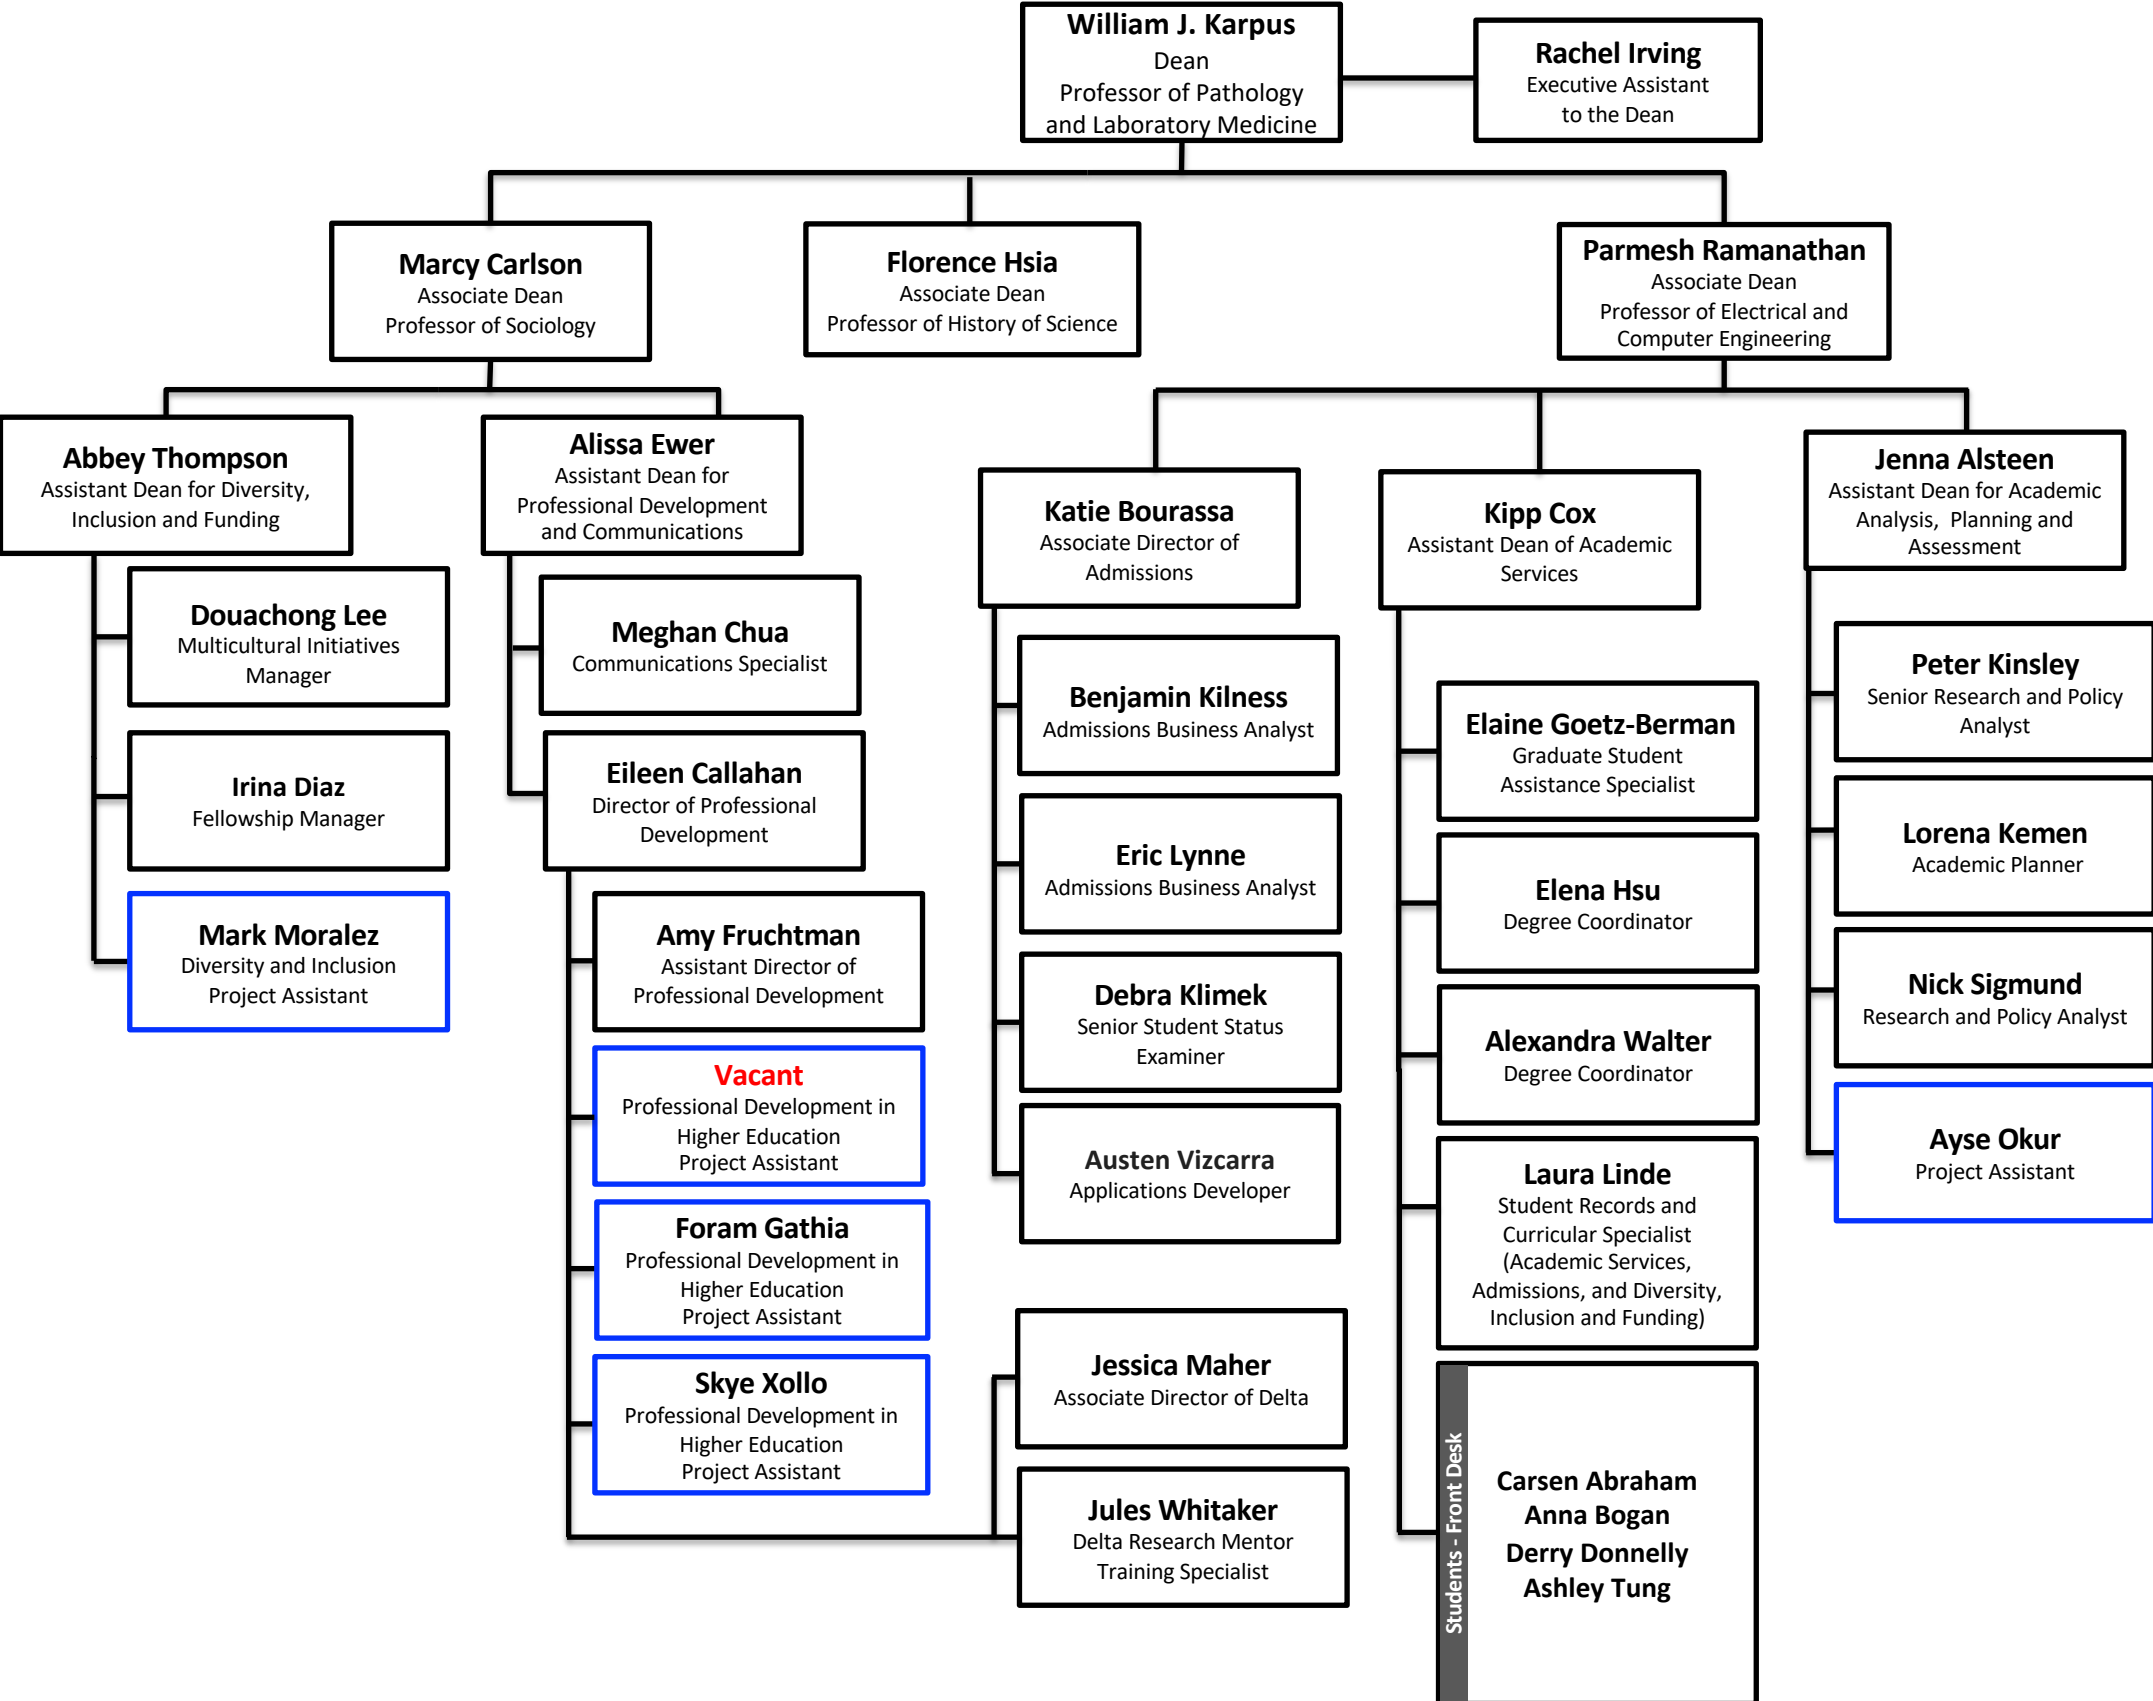 William J. Karpus
Dean
Professor of Pathology
and Laboratory Medicine
Rachel Irving
Executive Assistant
to the Dean
Marcy Carlson
Associate Dean
Professor of Sociology
Florence Hsia
Associate Dean
Professor of History of Science
Parmesh Ramanathan
Associate Dean
Professor of Electrical and
Computer Engineering
Abbey Thompson
Assistant Dean for Diversity,
Inclusion and Funding
Douachong Lee
Multicultural Initiatives
Manager
Irina Diaz
Fellowship Manager
Mark Moralez
Diversity and Inclusion
Project Assistant
Alissa Ewer
Assistant Dean for
Professional Development
and Communications
Meghan Chua
Communications Specialist
Eileen Callahan
Director of Professional
Development
Amy Fruchtman
Assistant Director of
Professional Development
Vacant
Professional Development in
Higher Education
Project Assistant
Foram Gathia
Professional Development in
Higher Education
Project Assistant
Skye Xollo
Professional Development in
Higher Education
Project Assistant
Jessica Maher
Associate Director of Delta
Jules Whitaker
Delta Research Mentor
Training Specialist
Katie Bourassa
Associate Director of
Admissions
Benjamin Kilness
Admissions Business Analyst
Eric Lynne
Admissions Business Analyst
Debra Klimek
Senior Student Status
Examiner
Austen Vizcarra
Applications Developer
Kipp Cox
Assistant Dean of Academic
Services
Elaine Goetz-Berman
Graduate Student
Assistance Specialist
Elena Hsu
Degree Coordinator
Alexandra Walter
Degree Coordinator
Laura Linde
Student Records and
Curricular Specialist
(Academic Services,
Admissions, and Diversity,
Inclusion and Funding)
Students - Front Desk
Carsen Abraham
Anna Bogan
Derry Donnelly
Ashley Tung
Jenna Alsteen
Assistant Dean for Academic
Analysis, Planning and
Assessment
Peter Kinsley
Senior Research and Policy
Analyst
Lorena Kemen
Academic Planner
Nick Sigmund
Research and Policy Analyst
Ayse Okur
Project Assistant